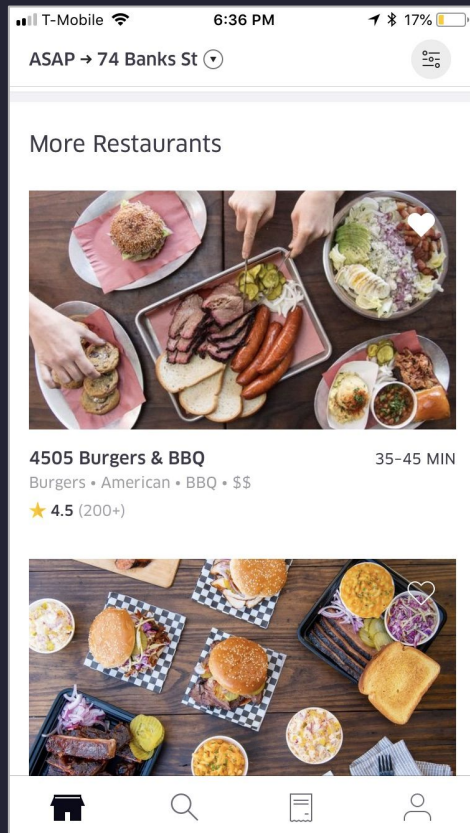 T-Mobile 6:36 PM 17%
ASAP → 74 Banks St
More Restaurants
4505 Burgers & BBQ 35-45 MIN
Burgers • American • BBQ • $$
4.5 (200+)